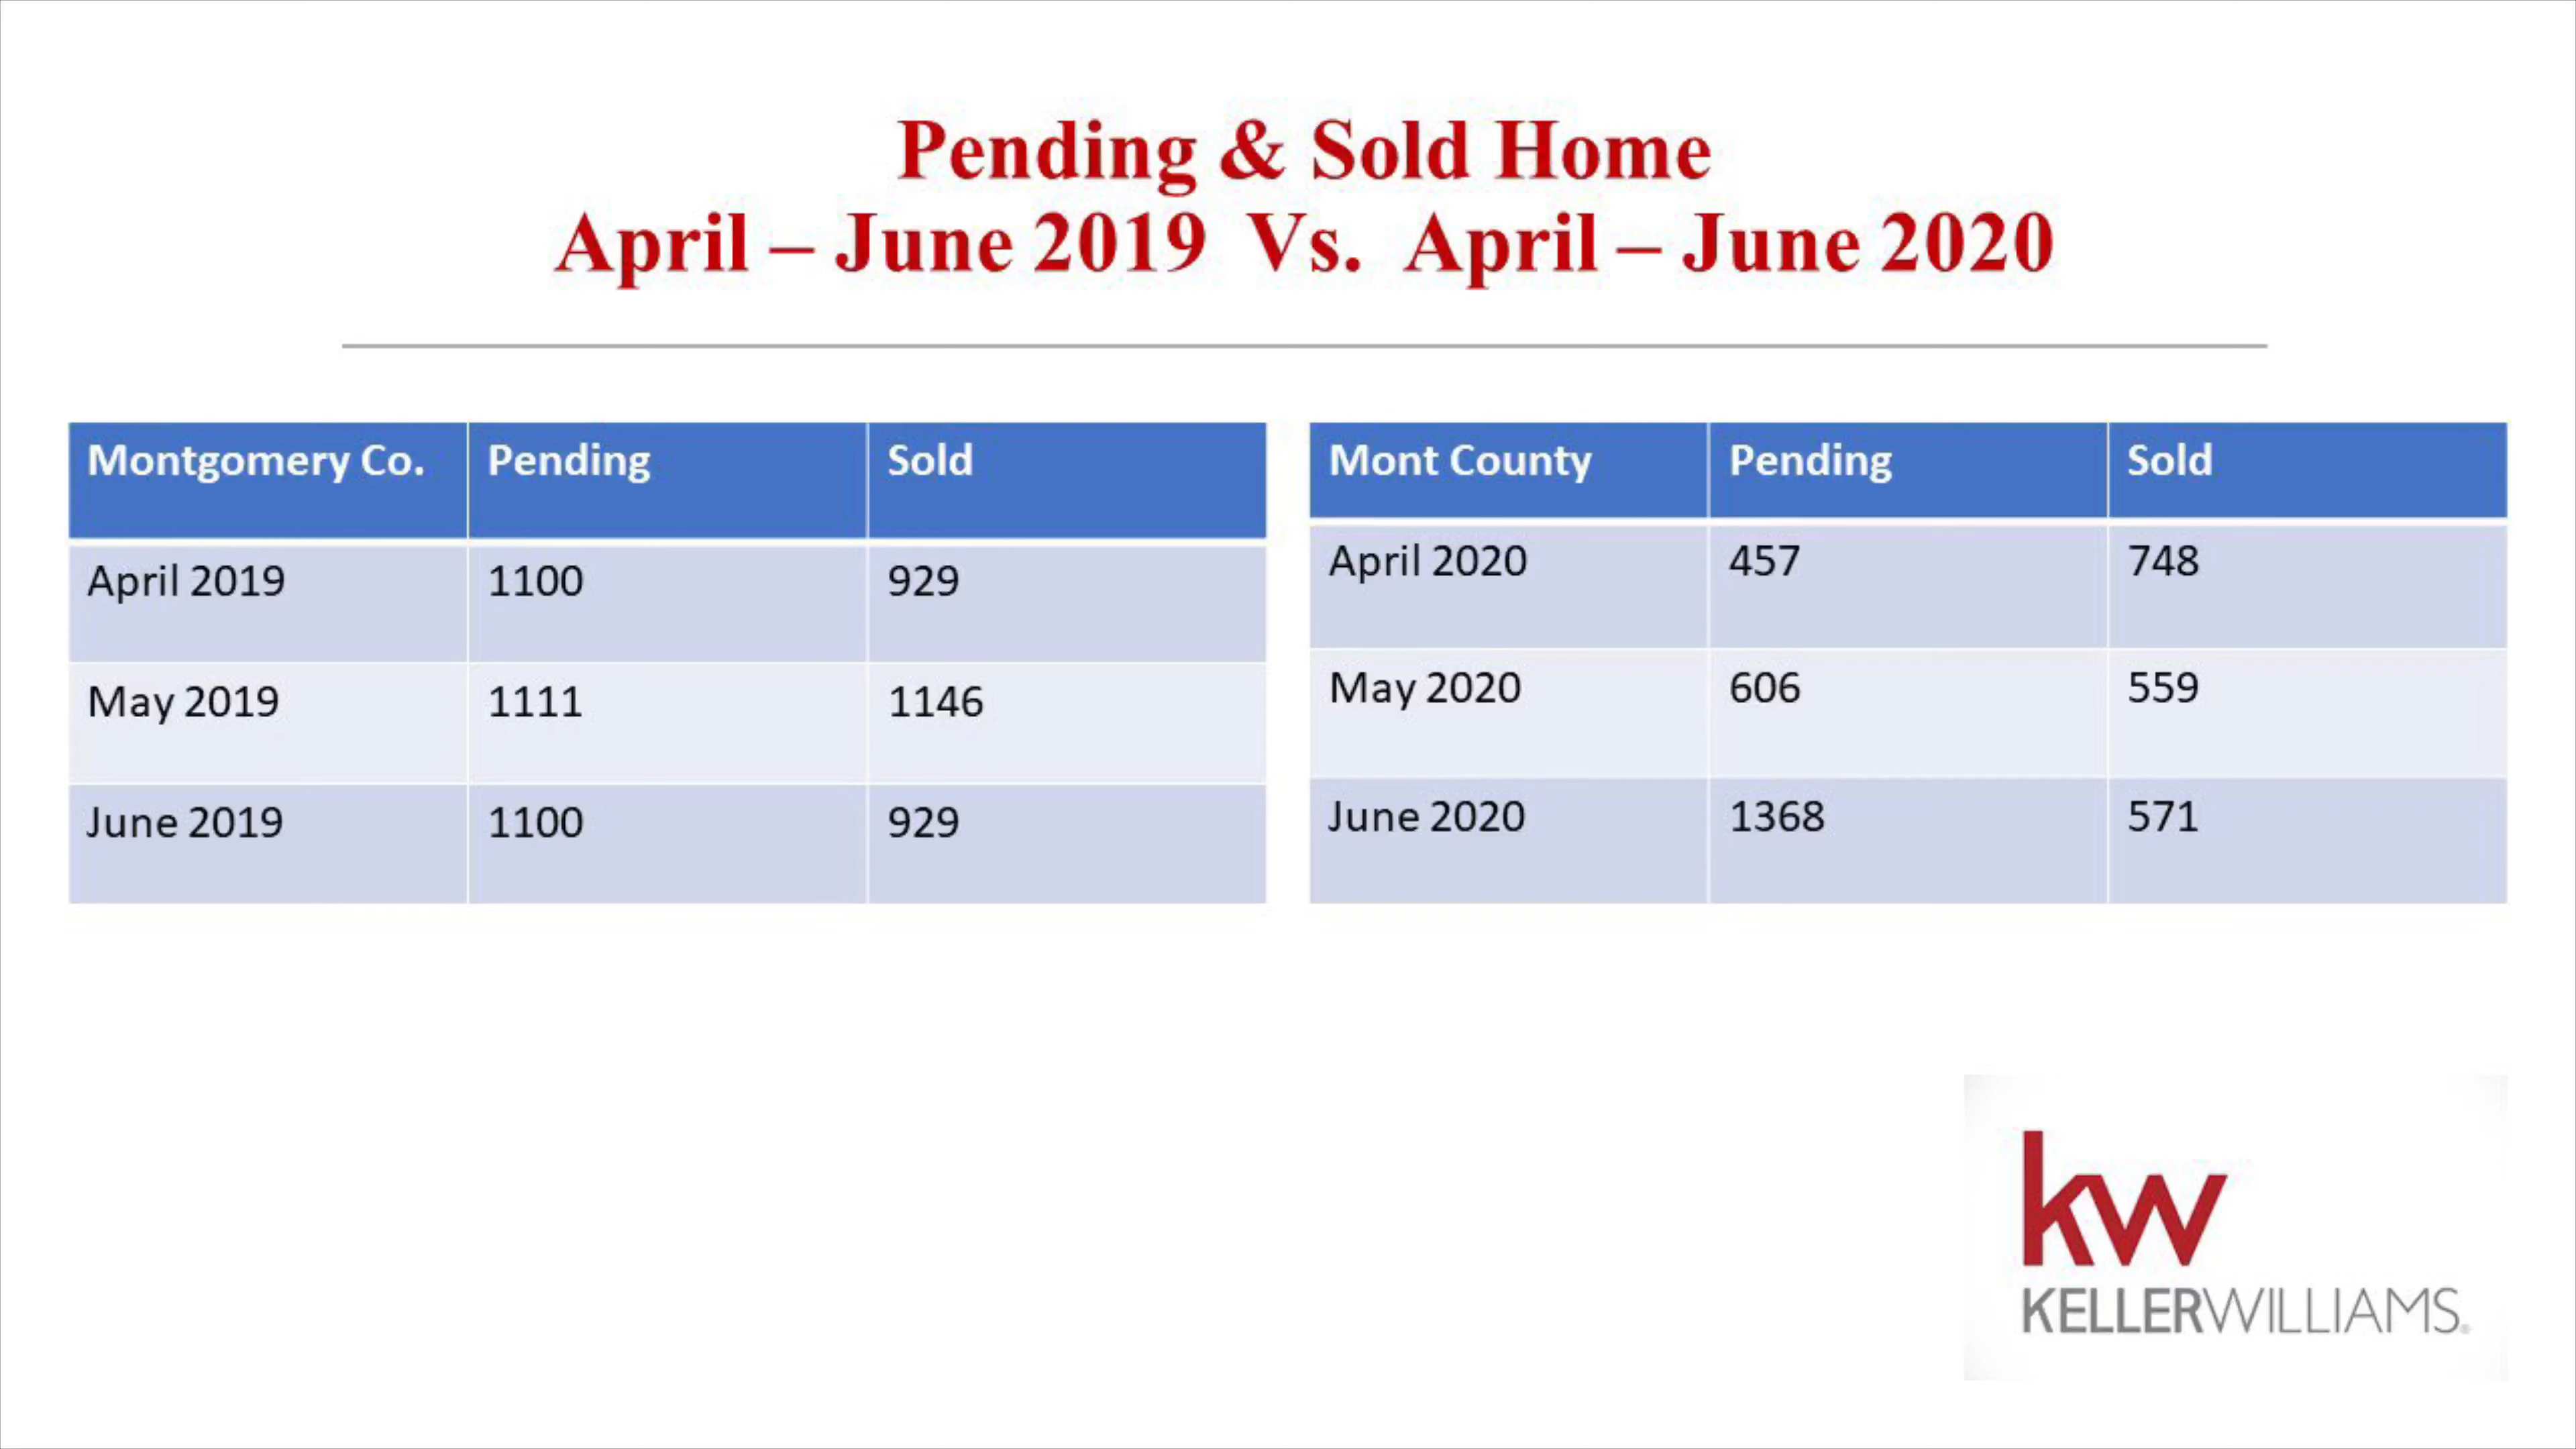 Pending & Sold Home
April – June 2019 Vs. April – June 2020
Montgomery Co. Pending Sold
April 2019 1100 929
May 2019 1111 1146
June 2019 1100 929
Mont County Pending Sold
April 2020 457 748
May 2020 606 559
June 2020 1368 571
kw
KELLERWILLIAMS®